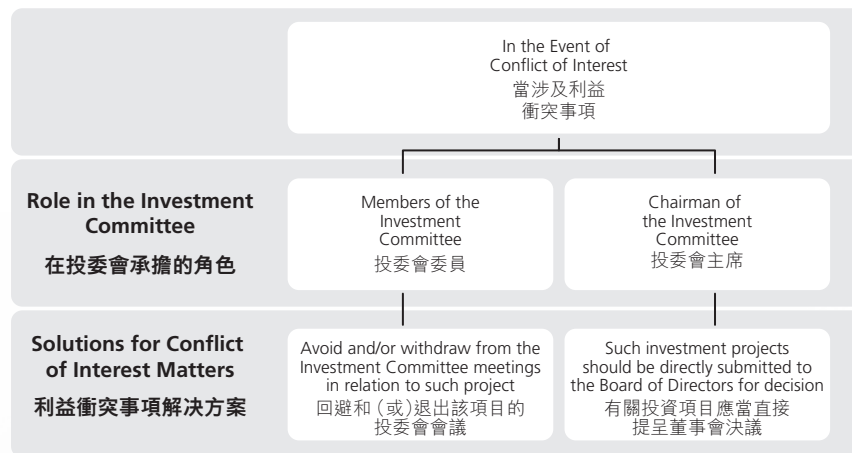 In the Event of
Conflict of Interest
當涉及利益
衝突事項
Role in the Investment
Committee
在投委會承擔的角色
Members of the
Investment
Committee
投委會委員
Chairman of
the Investment
Committee
投委會主席
Solutions for Conflict
of Interest Matters
利益衝突事項解決方案
Avoid and/or withdraw from the
Investment Committee meetings
in relation to such project
回避和（或）退出該項目的
投委會會議
Such investment projects
should be directly submitted to
the Board of Directors for decision
有關投資項目應當直接
提呈董事會決議